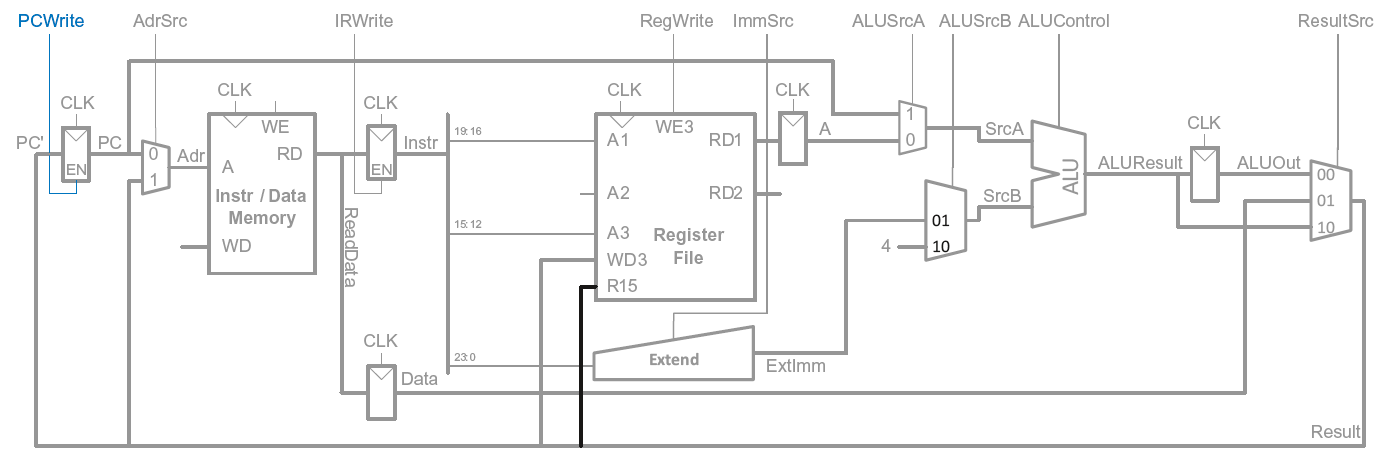 PCWrite AdrSrc IRWrite RegWrite ImmSrc ALUSrcA ALUSrcB ALUControl ResultSrc
CLK CLK CLK CLK CLK CLK
PC' PC EN
0 1 Adr
WE A RD
Instr / Data
Memory
WD
EN Instr
ReadData
CLK Data
19:16
15:12
23:0
WE3
A1 RD1
A2 RD2
A3
Register
File
WD3
R15
Extend
ExtImm
A
1
0
SrcA
01
4 10
SrcB
ALU
ALUResult
ALUOut
00
01
10
Result